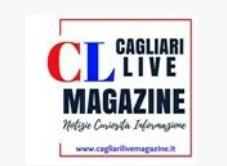 CL CAGLIARI
LIVE
MAGAZINE
Notizie Curiosità Informazione
www.cagliarilivemagazine.it